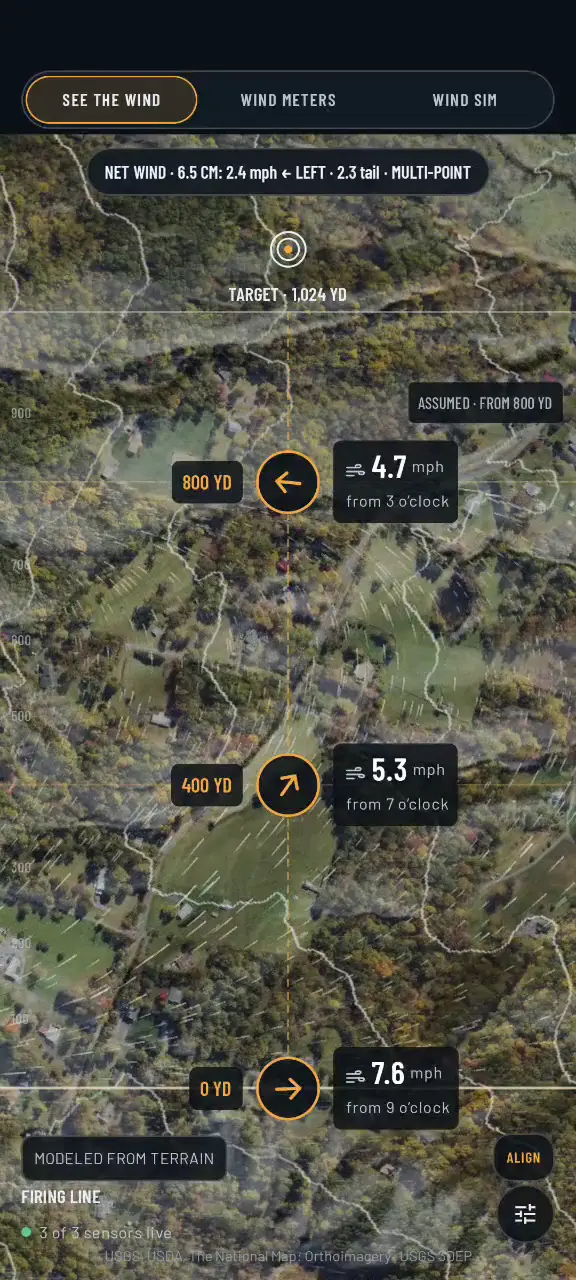 SEE THE WIND
WIND METERS
WIND SIM
NET WIND · 6.5 CM: 2.4 mph ← LEFT · 2.3 tail · MULTI-POINT
TARGET · 1,024 YD
ASSUMED · FROM 800 YD
900
800 YD
4.7 mph
from 3 o'clock
700
600
500
400 YD
5.3 mph
from 7 o'clock
300
200
100
0 YD
7.6 mph
from 9 o'clock
MODELED FROM TERRAIN
ALIGN
FIRING LINE
3 of 3 sensors live
USGS, USDA, The National Map: Orthoimagery, USGS 3DEP